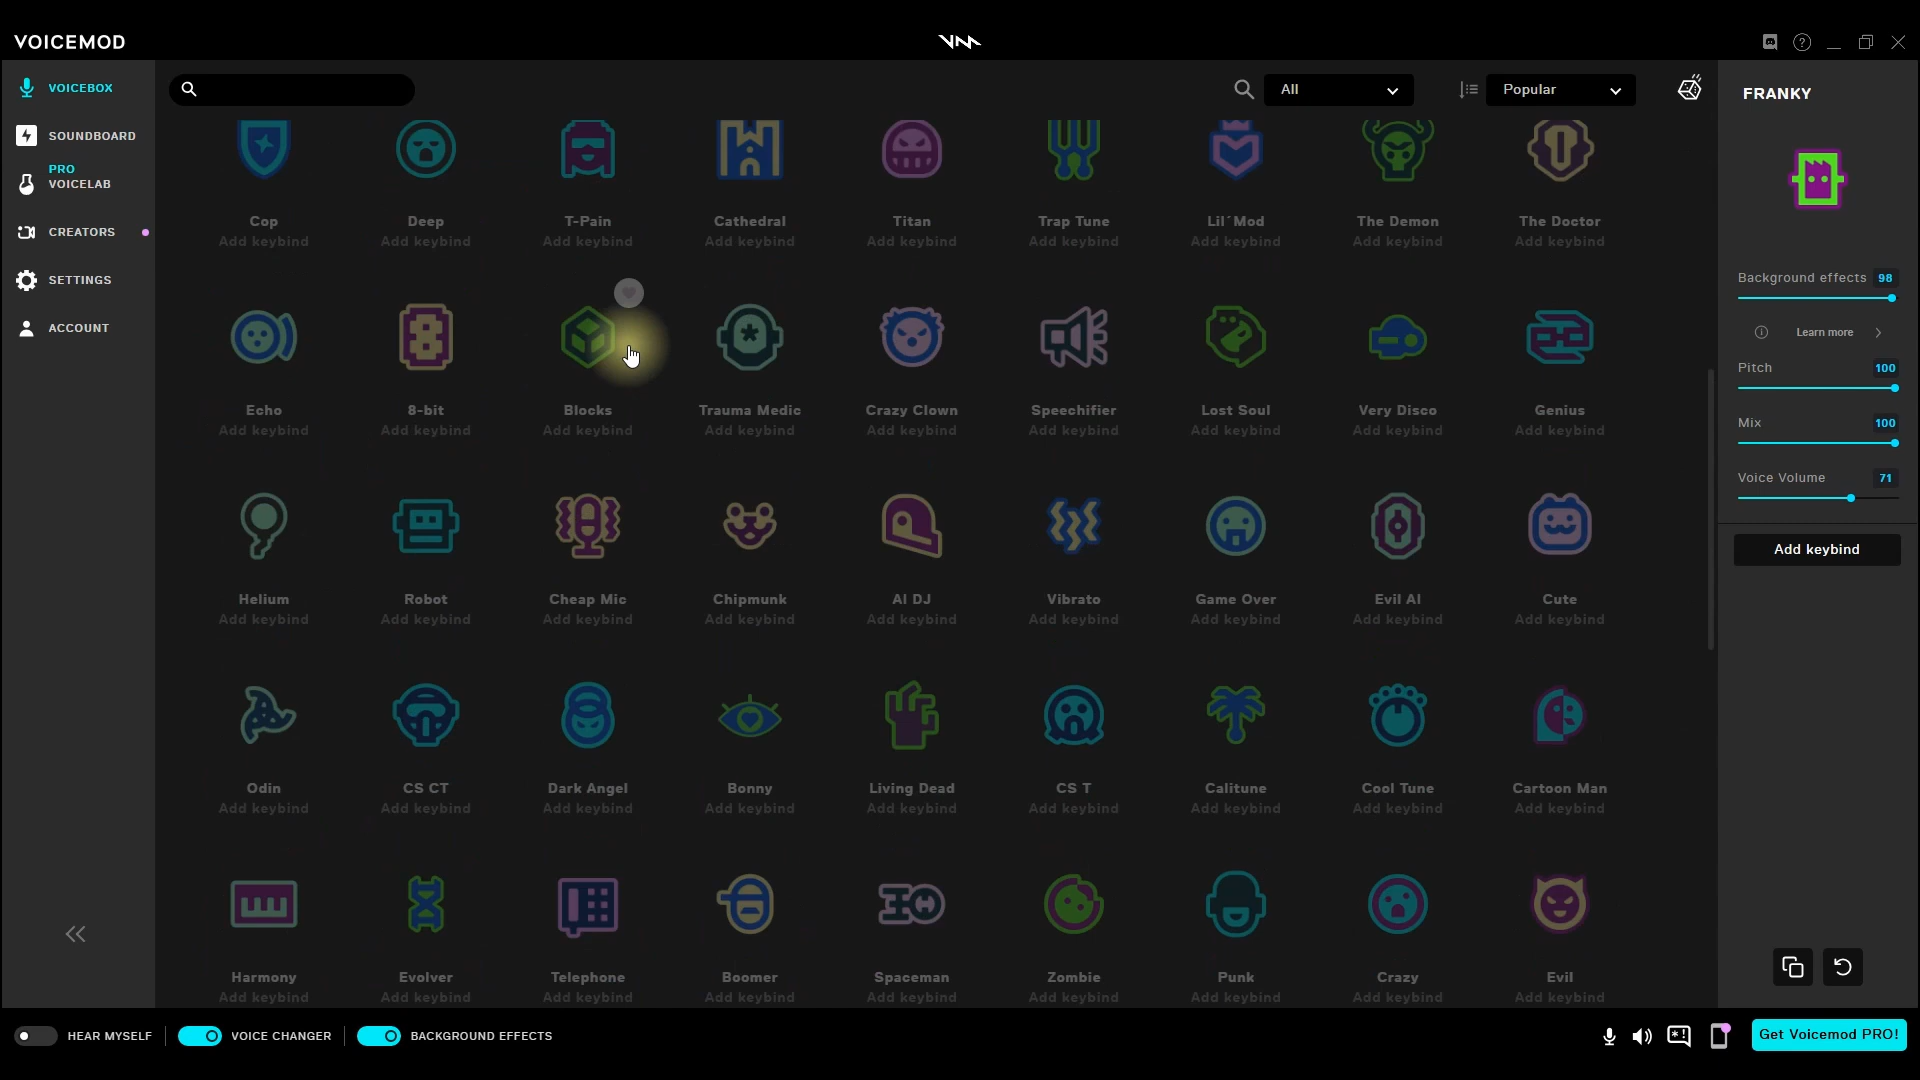 VOICEMOD
VOICEBOX
SOUNDBOARD
PRO
VOICELAB
CREATORS
SETTINGS
ACCOUNT
All
Popular
Cop
Add keybind
Deep
Add keybind
T-Pain
Add keybind
Cathedral
Add keybind
Titan
Add keybind
Trap Tune
Add keybind
Lil´Mod
Add keybind
The Demon
Add keybind
The Doctor
Add keybind
Echo
Add keybind
8-bit
Add keybind
Blocks
Add keybind
Trauma Medic
Add keybind
Crazy Clown
Add keybind
Speechifier
Add keybind
Lost Soul
Add keybind
Very Disco
Add keybind
Genius
Add keybind
Helium
Add keybind
Robot
Add keybind
Cheap Mic
Add keybind
Chipmunk
Add keybind
AI DJ
Add keybind
Vibrato
Add keybind
Game Over
Add keybind
Evil AI
Add keybind
Cute
Add keybind
Odin
Add keybind
CS CT
Add keybind
Dark Angel
Add keybind
Bonny
Add keybind
Living Dead
Add keybind
CS T
Add keybind
Calitune
Add keybind
Cool Tune
Add keybind
Cartoon Man
Add keybind
Harmony
Add keybind
Evolver
Add keybind
Telephone
Add keybind
Boomer
Add keybind
Spaceman
Add keybind
Zombie
Add keybind
Punk
Add keybind
Crazy
Add keybind
Evil
Add keybind
FRANKY
Background effects 98
Learn more
Pitch 100
Mix 100
Voice Volume 71
Add keybind
HEAR MYSELF
VOICE CHANGER
BACKGROUND EFFECTS
Get Voicemod PRO!